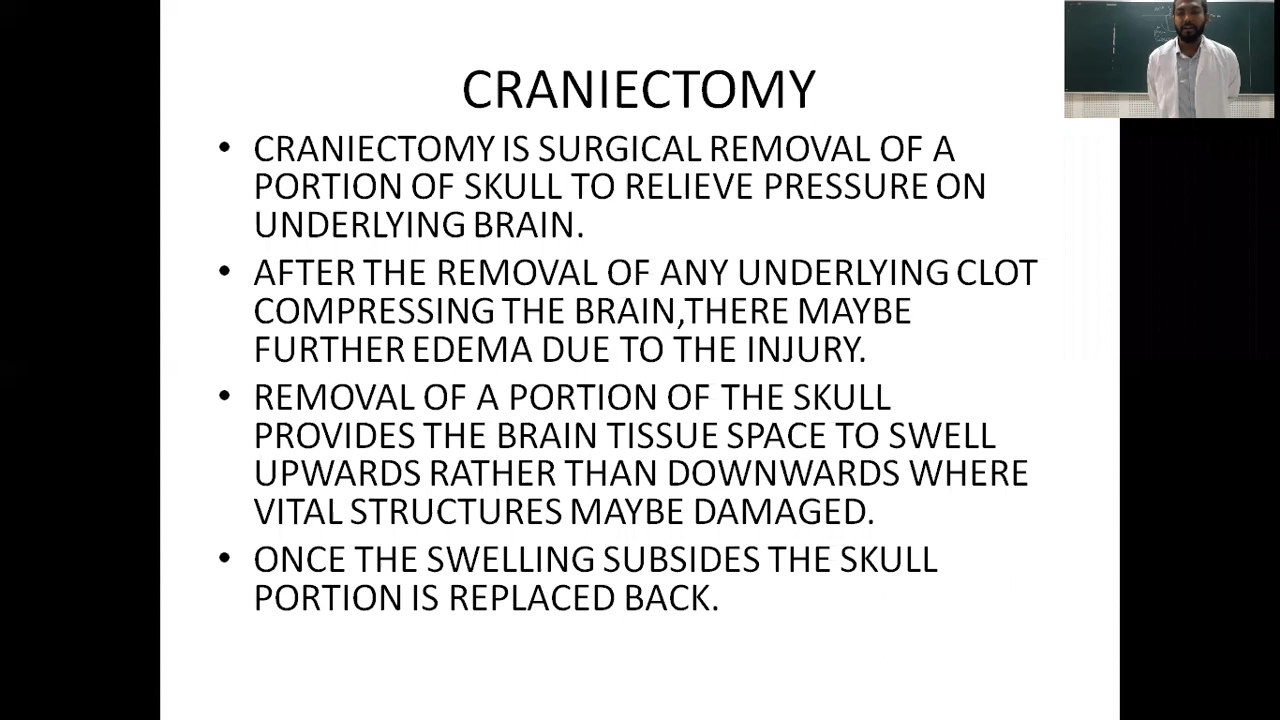 CRANIECTOMY
• CRANIECTOMY IS SURGICAL REMOVAL OF A
PORTION OF SKULL TO RELIEVE PRESSURE ON
UNDERLYING BRAIN.
• AFTER THE REMOVAL OF ANY UNDERLYING CLOT
COMPRESSING THE BRAIN,THERE MAYBE
FURTHER EDEMA DUE TO THE INJURY.
• REMOVAL OF A PORTION OF THE SKULL
PROVIDES THE BRAIN TISSUE SPACE TO SWELL
UPWARDS RATHER THAN DOWNWARDS WHERE
VITAL STRUCTURES MAYBE DAMAGED.
• ONCE THE SWELLING SUBSIDES THE SKULL
PORTION IS REPLACED BACK.